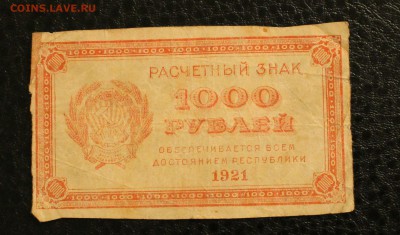 COINS.LAVE.RU
РАСЧЕТНЫЙ ЗНАК
1000
РУБЛЕЙ
ОБЕСПЕЧИВАЕТСЯ ВСЕМ
ДОСТОЯНИЕМ РЕСПУБЛИКИ
1921